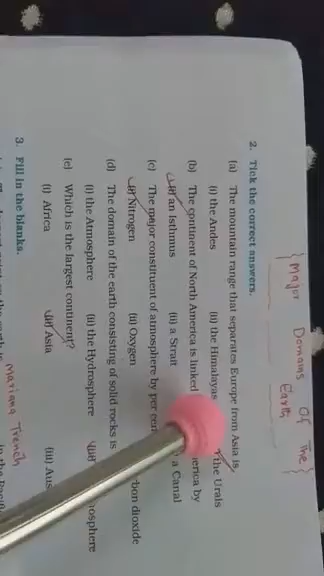 {Major Domains Of The Earth}
2. Tick the correct answers.
(a) The mountain range that separates Europe from Asia is
(i) the Andes (ii) the Himalayas the Urals
(b) The continent of North America is linked by
(i) an Isthmus (ii) a Strait a Canal
(c) The major constituent of atmosphere by per
(i) Nitrogen (ii) Oxygen dioxide
(d) The domain of the earth consisting of solid rocks is
(i) the Atmosphere (ii) the Hydrosphere
(e) Which is the largest continent?
(i) Africa (ii) Asia (iii)
3. Fill in the blanks.
Mariana Trench